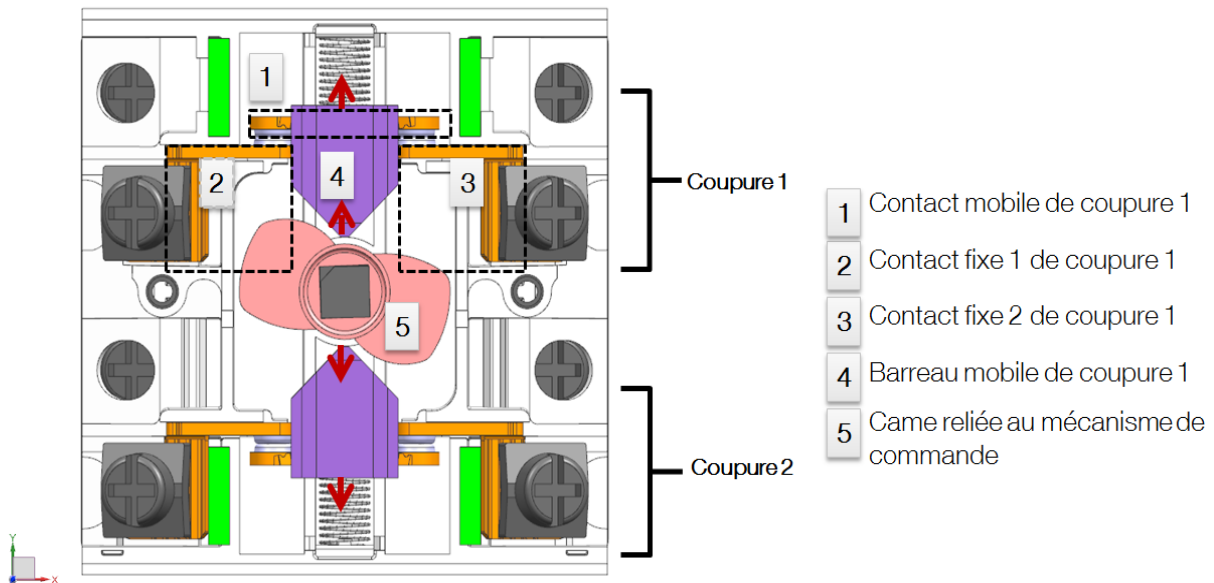 1
2
4
3
5
Coupure 1
Coupure 2
1 Contact mobile de coupure 1
2 Contact fixe 1 de coupure 1
3 Contact fixe 2 de coupure 1
4 Barreau mobile de coupure 1
5 Came reliée au mécanisme de
commande
Y
X